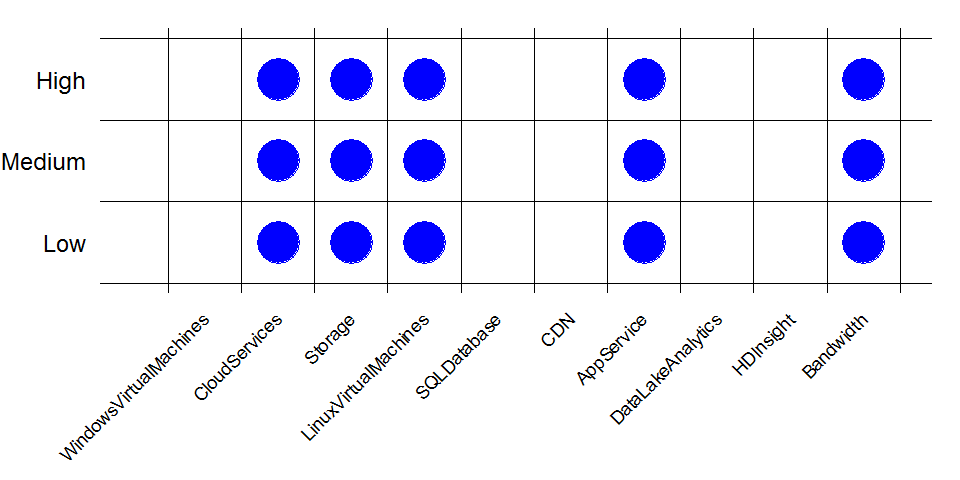 High
Medium
Low
WindowsVirtualMachines
CloudServices
Storage
LinuxVirtualMachines
SQLDatabase
CDN
AppService
DataLakeAnalytics
HDInsight
Bandwidth